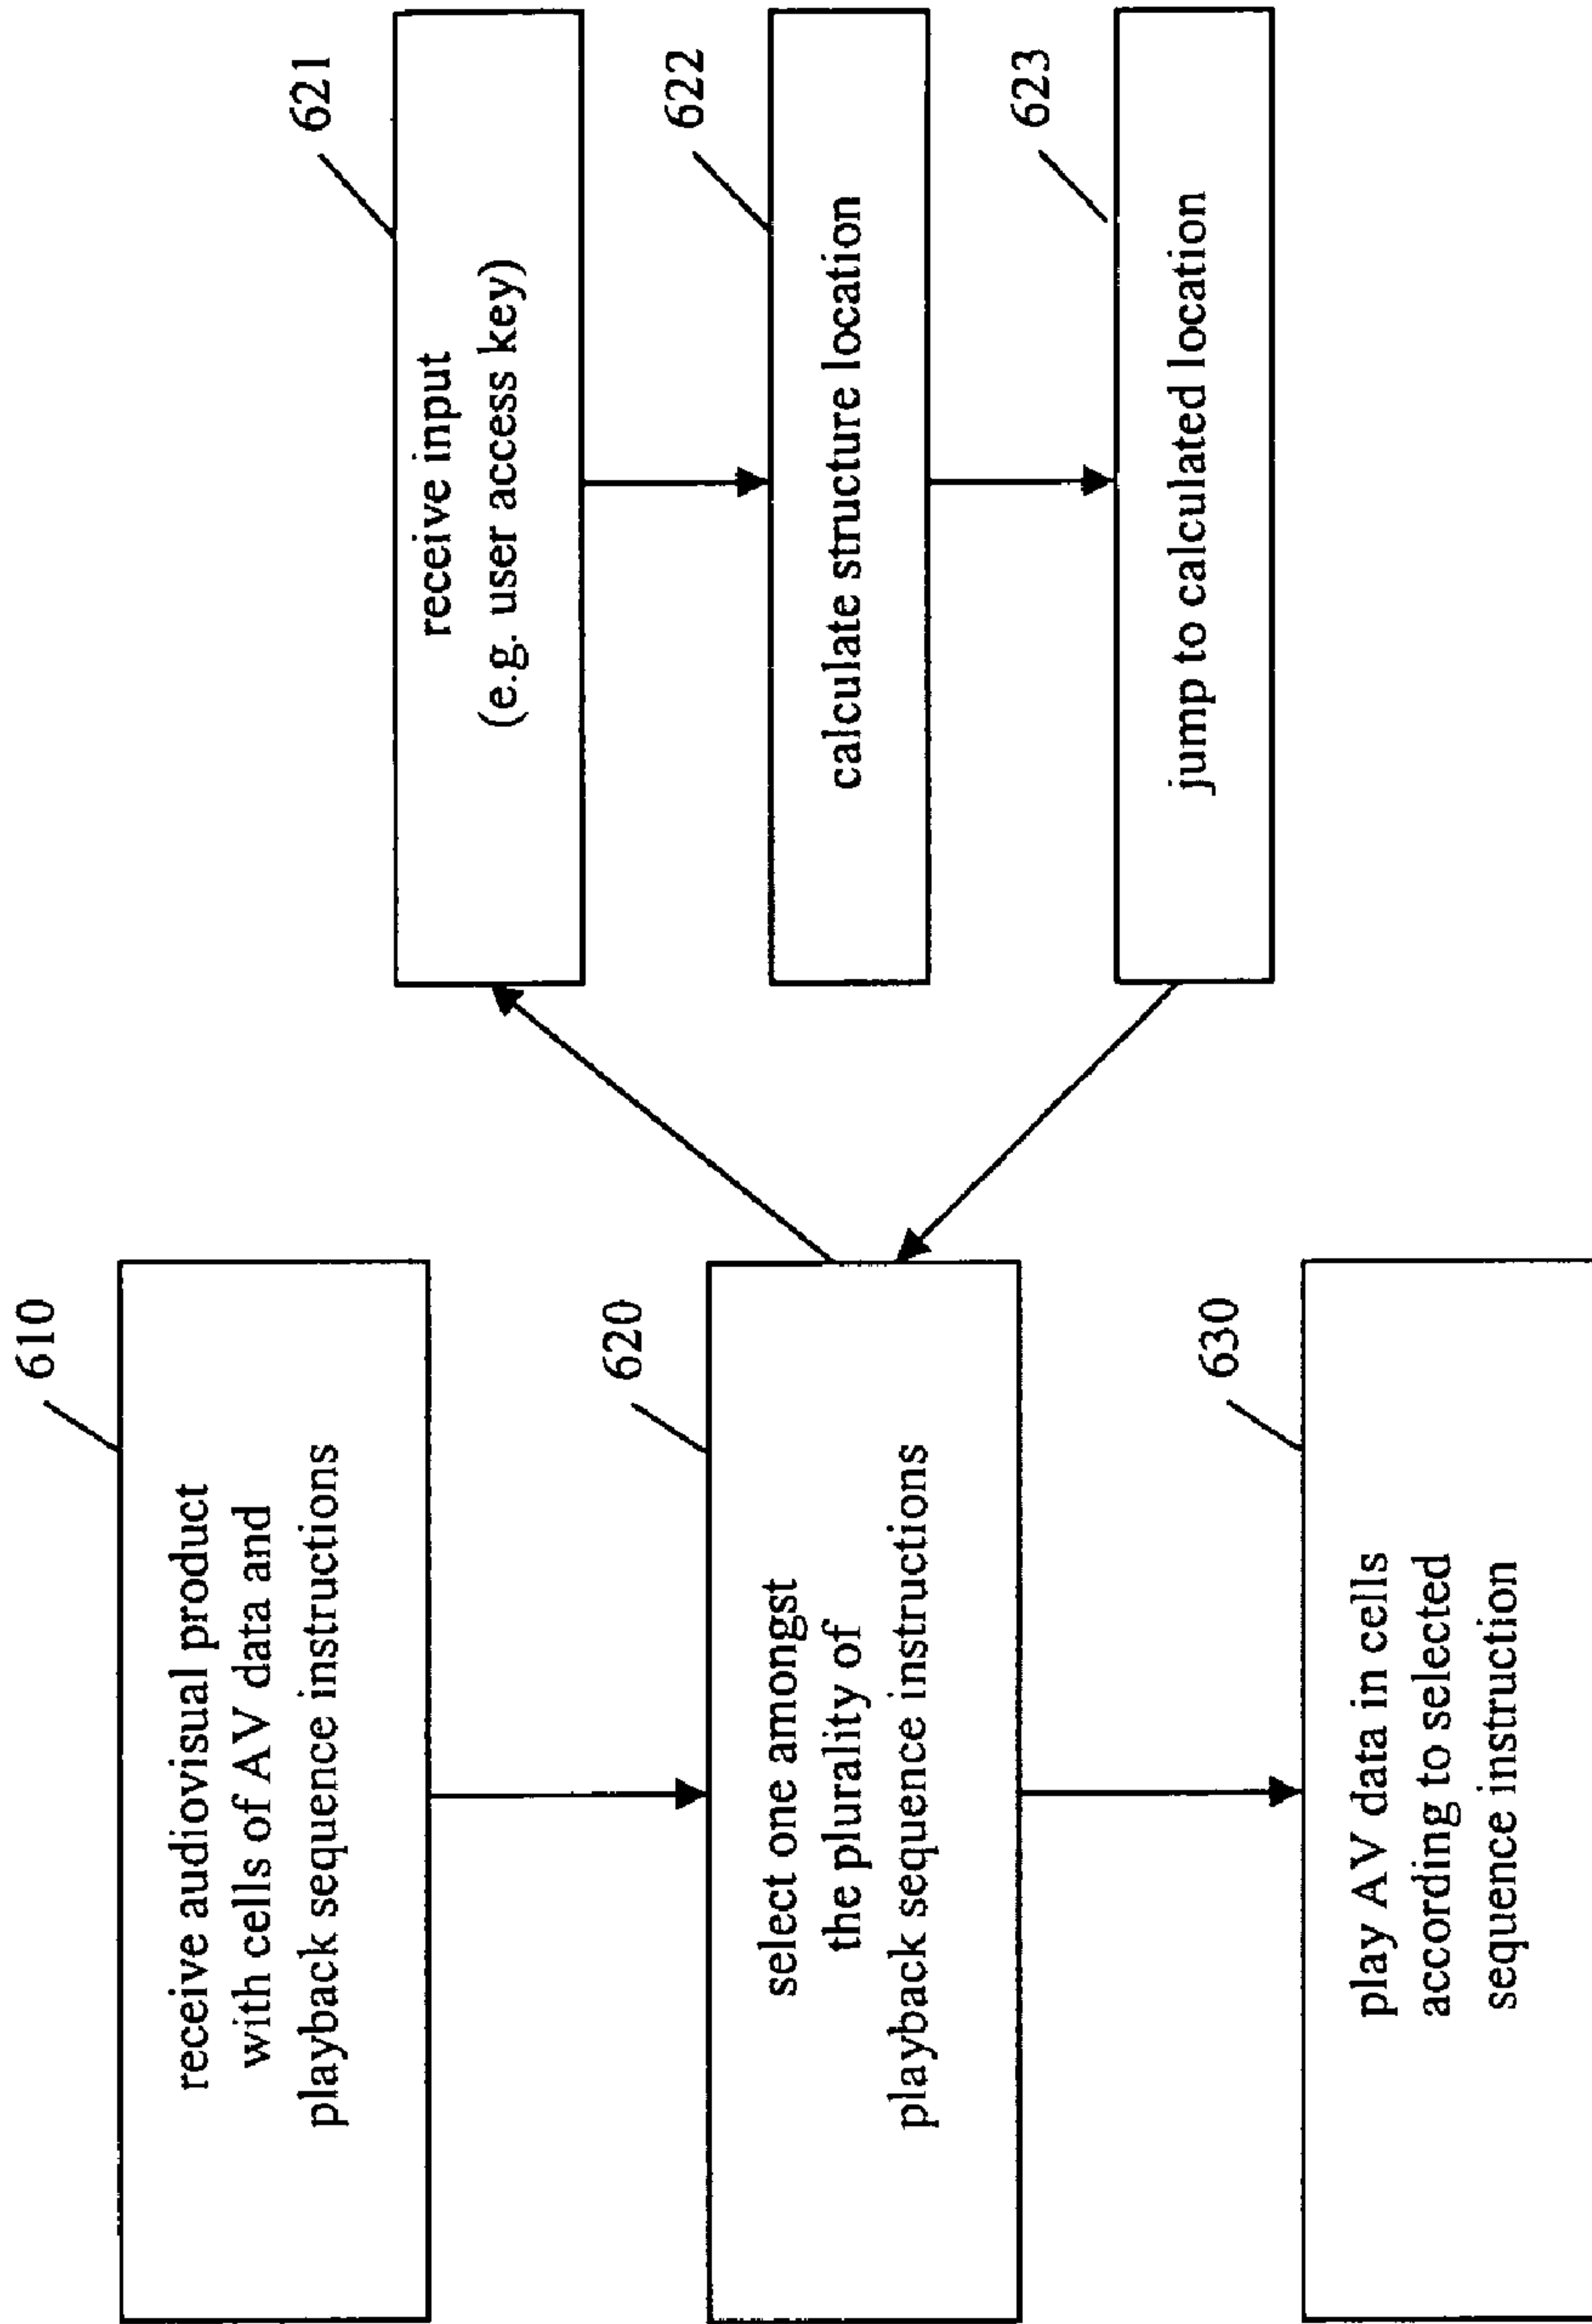 610
receive audiovisual product
with cells of AV data and
playback sequence instructions
620
select one amongst
the plurality of
playback sequence instructions
630
play AV data in cells
according to selected
sequence instruction
621
receive input
(e.g. user access key)
622
calculate structure location
623
jump to calculated location